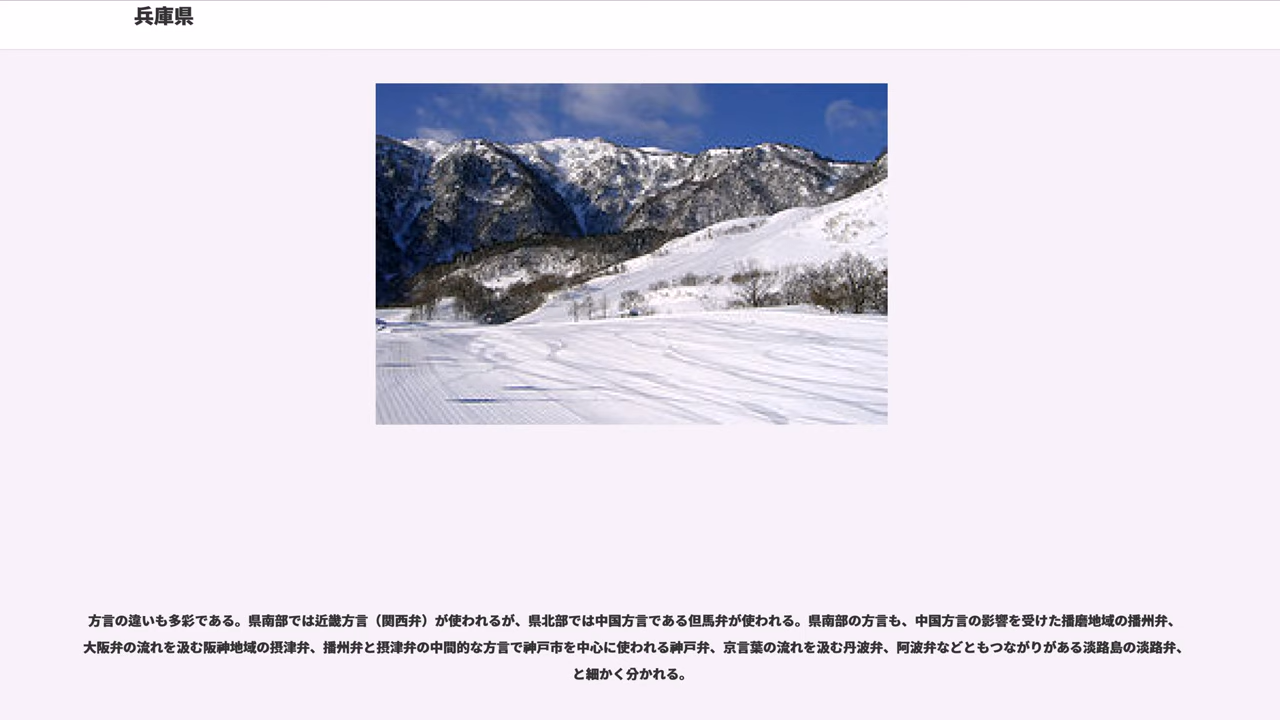 兵庫県
方言の違いも多彩である。県南部では近畿方言（関西弁）が使われるが、県北部では中国方言である但馬弁が使われる。県南部の方言も、中国方言の影響を受けた播磨地域の播州弁、
大阪弁の流れを汲む阪神地域の摂津弁、播州弁と摂津弁の中間的な方言で神戸市を中心に使われる神戸弁、京言葉の流れを汲む丹波弁、阿波弁などともつながりがある淡路島の淡路弁、
と細かく分かれる。